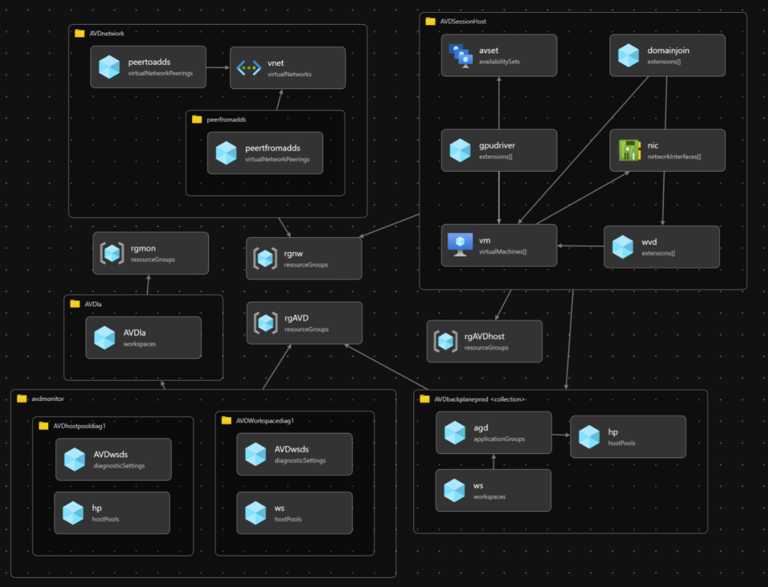 AVDnetwork
peertoadds
virtualNetworkPeerings
vnet
virtualNetworks
peerfromadds
peertfromadds
virtualNetworkPeerings
AVDSessionHost
avset
availabilitySets
domainjoin
extensions[]
gpudriver
extensions[]
nic
networkInterfaces[]
vm
virtualMachines[]
wvd
extensions[]
rgmon
resourceGroups
rgnw
resourceGroups
AVDla
AVDla
workspaces
rgAVD
resourceGroups
rgAVDhost
resourceGroups
avdmonitor
AVDhostpooldiag1
AVDwsds
diagnosticSettings
hp
hostPools
AVDWorkspacediag1
AVDwsds
diagnosticSettings
ws
hostPools
AVDbackplaneprod <collection>
agd
applicationGroups
hp
hostPools
ws
workspaces